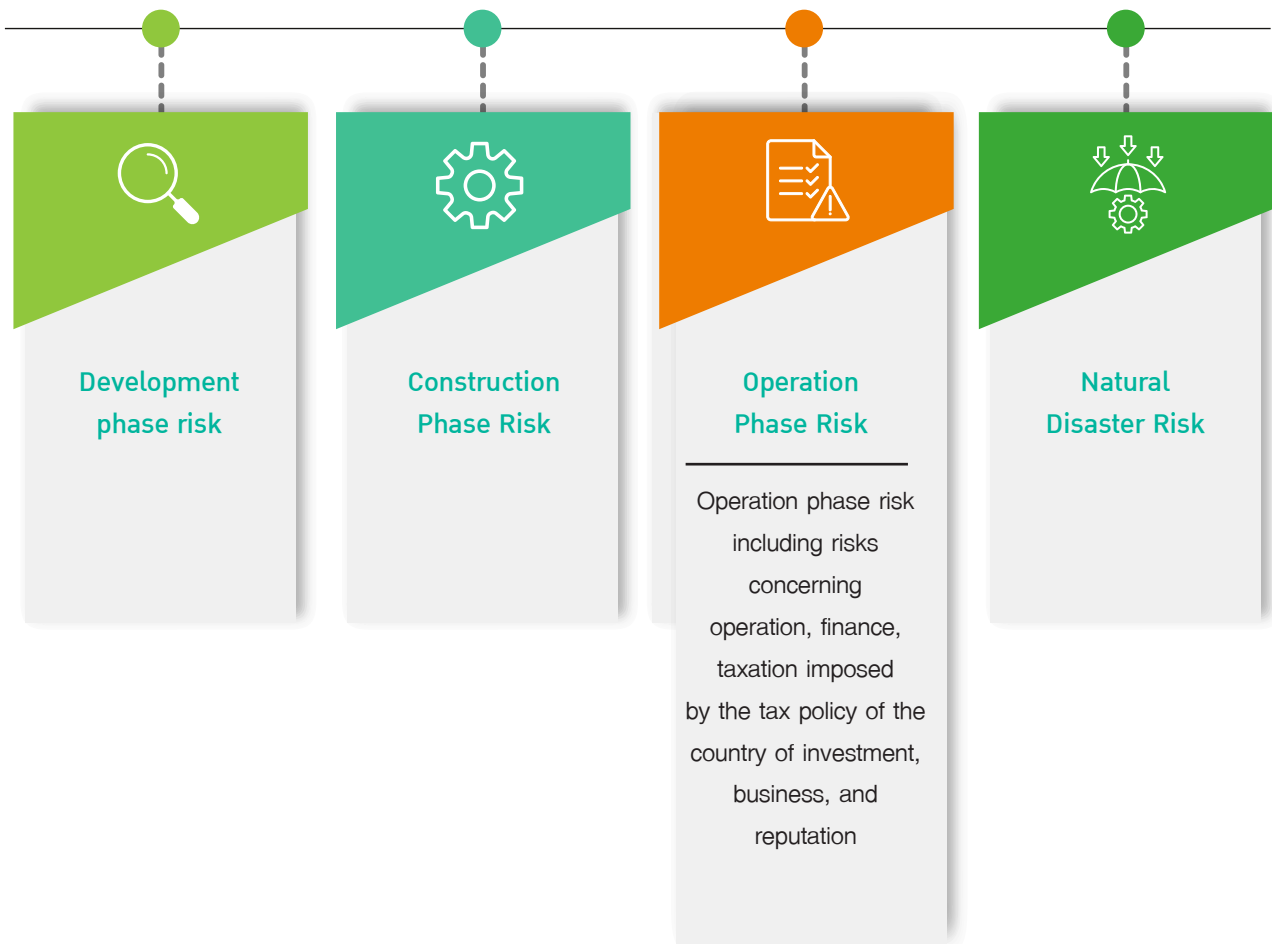 Development
phase risk
Construction
Phase Risk
Operation
Phase Risk
Operation phase risk
including risks
concerning
operation, finance,
taxation imposed
by the tax policy of the
country of investment,
business, and
reputation
Natural
Disaster Risk